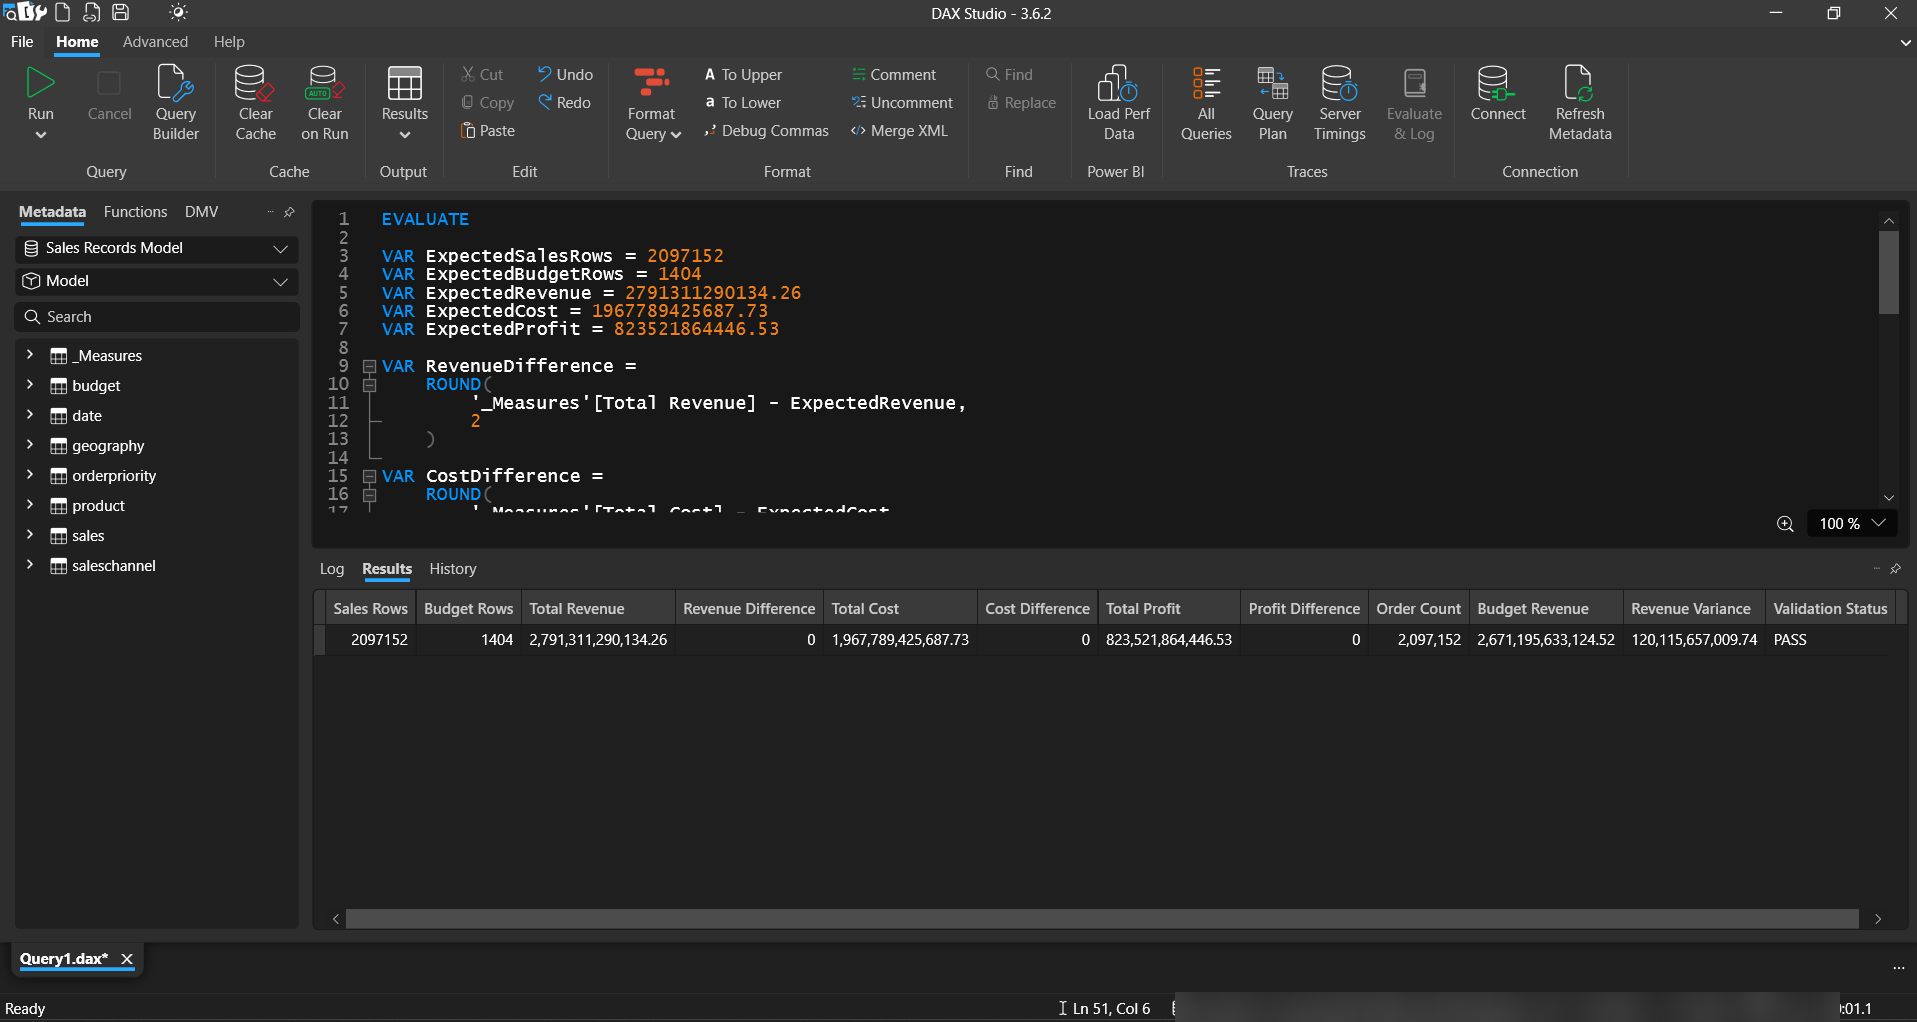 DAX Studio - 3.6.2
File Home Advanced Help
Run
Cancel
Query Builder
Clear Cache
AUTO
Clear on Run
Results
Cut
Copy
Paste
Undo
Redo
Format Query
A To Upper
a To Lower
Debug Commas
Comment
Uncomment
Merge XML
Find
Replace
Load Perf Data
All Queries
Query Plan
Server Timings
Evaluate & Log
Connect
Refresh Metadata
Query Cache Output Edit Format Find Power BI Traces Connection
Metadata Functions DMV
Sales Records Model
Model
Search
_Measures
budget
date
geography
orderpriority
product
sales
saleschannel
1 EVALUATE
2
3 VAR ExpectedSalesRows = 2097152
4 VAR ExpectedBudgetRows = 1404
5 VAR ExpectedRevenue = 2791311290134.26
6 VAR ExpectedCost = 1967789425687.73
7 VAR ExpectedProfit = 823521864446.53
8
9 VAR RevenueDifference =
10 ROUND(
11 '_Measures'[Total Revenue] - ExpectedRevenue,
12 2
13 )
14
15 VAR CostDifference =
16 ROUND(
17 '_Measures'[Total Cost] - ExpectedCost
100 %
Log Results History
Sales Rows Budget Rows Total Revenue Revenue Difference Total Cost Cost Difference Total Profit Profit Difference Order Count Budget Revenue Revenue Variance Validation Status
2097152 1404 2,791,311,290,134.26 0 1,967,789,425,687.73 0 823,521,864,446.53 0 2,097,152 2,671,195,633,124.52 120,115,657,009.74 PASS
Query1.dax*
Ready Ln 51, Col 6 :01.1